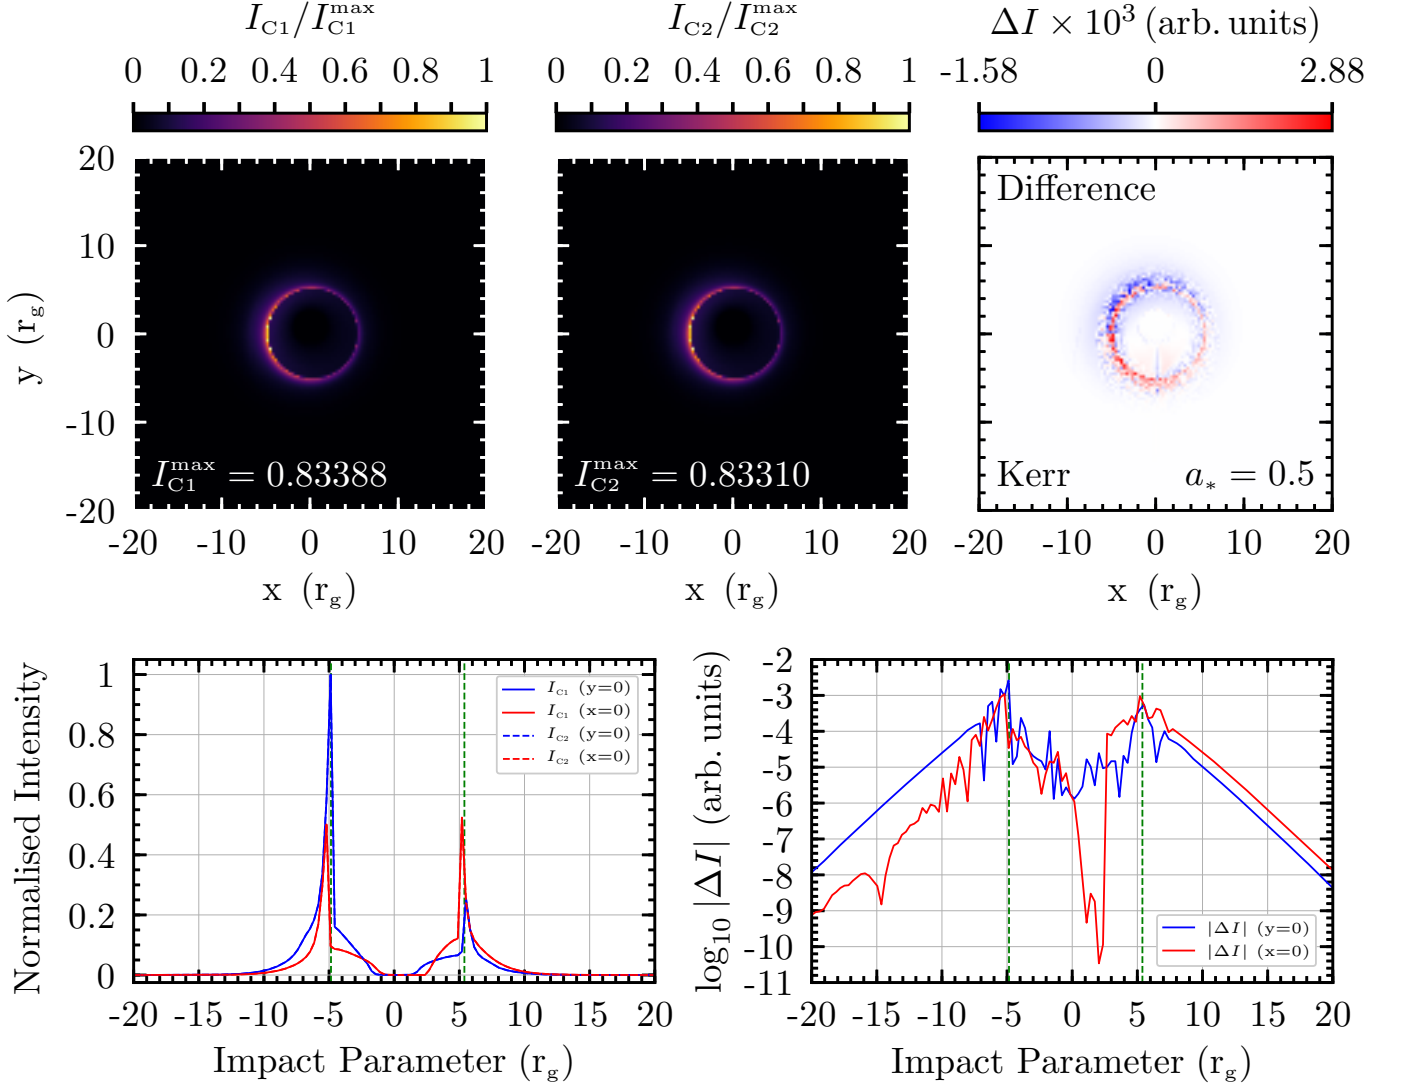 I_C1/I_C1^max
0 0.2 0.4 0.6 0.8 1
I_C2/I_C2^max
0 0.2 0.4 0.6 0.8 1
ΔI × 10³ (arb. units)
-1.58 0 2.88
y (r_g)
20
10
0
-10
-20
I_C1^max = 0.83388
-20 -10 0 10 20
x (r_g)
I_C2^max = 0.83310
-20 -10 0 10 20
x (r_g)
Difference
Kerr a_* = 0.5
-20 -10 0 10 20
x (r_g)
Normalised Intensity
1
0.8
0.6
0.4
0.2
0
I_C1 (y=0)
I_C1 (x=0)
I_C2 (y=0)
I_C2 (x=0)
-20 -15 -10 -5 0 5 10 15 20
Impact Parameter (r_g)
log₁₀|ΔI| (arb. units)
-2
-3
-4
-5
-6
-7
-8
-9
-10
-11
|ΔI| (y=0)
|ΔI| (x=0)
-20 -15 -10 -5 0 5 10 15 20
Impact Parameter (r_g)